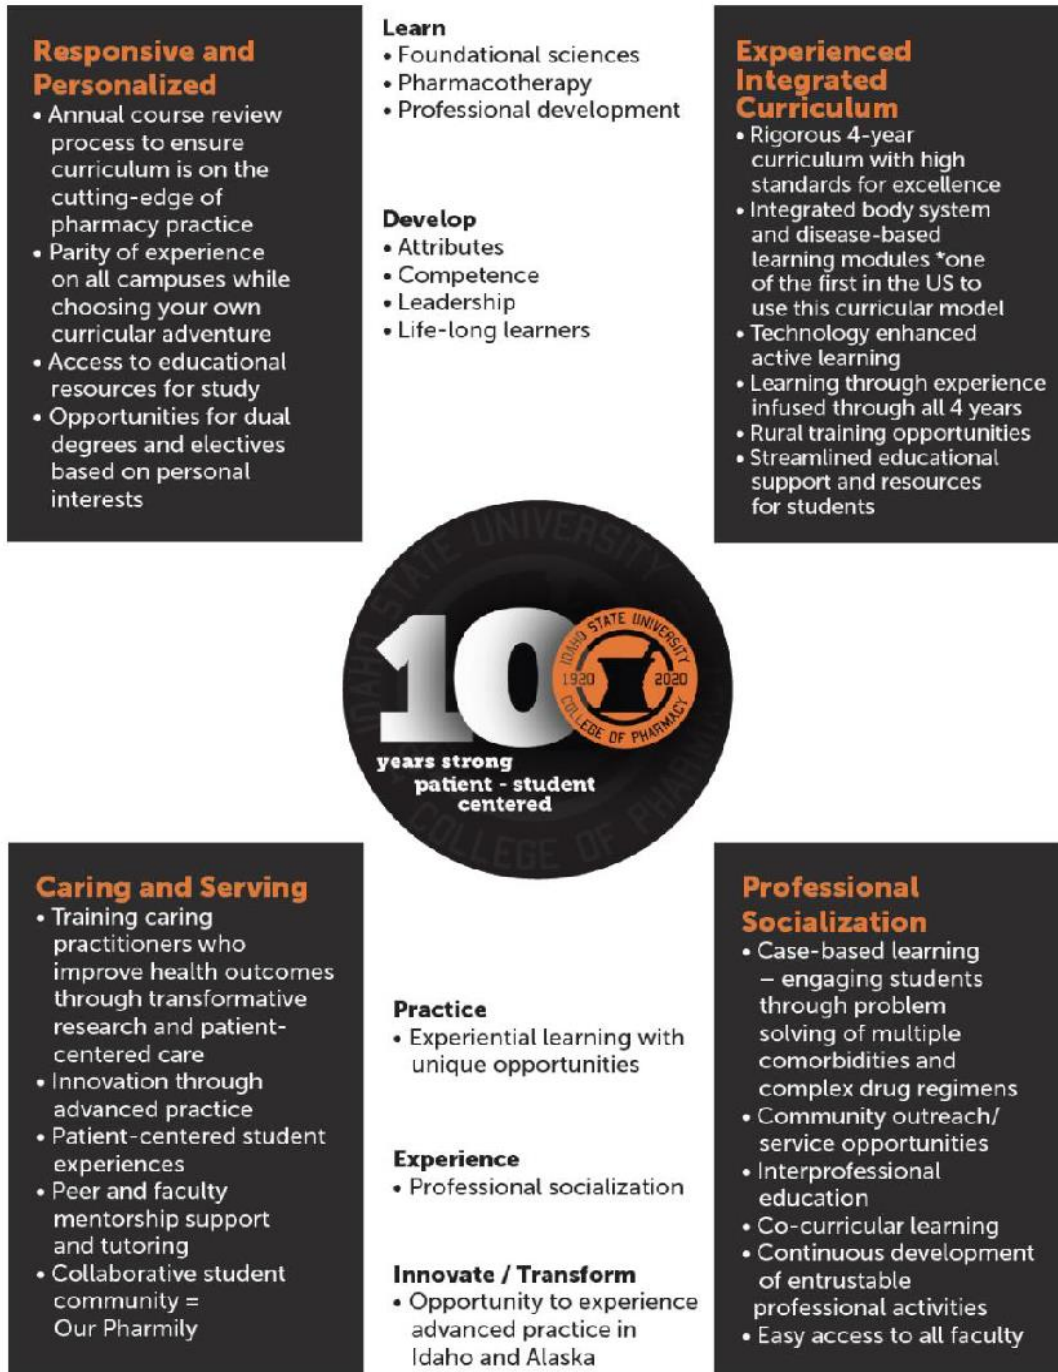 Responsive and
Personalized
• Annual course review
process to ensure
curriculum is on the
cutting-edge of
pharmacy practice
• Parity of experience
on all campuses while
choosing your own
curricular adventure
• Access to educational
resources for study
• Opportunities for dual
degrees and electives
based on personal
interests
Learn
• Foundational sciences
• Pharmacotherapy
• Professional development
Develop
• Attributes
• Competence
• Leadership
• Life-long learners
Experienced
Integrated
Curriculum
• Rigorous 4-year
curriculum with high
standards for excellence
• Integrated body system
and disease-based
learning modules *one
of the first in the US to
use this curricular model
• Technology enhanced
active learning
• Learning through experience
infused through all 4 years
• Rural training opportunities
• Streamlined educational
support and resources
for students
IDAHO STATE UNIVERSITY
COLLEGE OF PHARMACY
10
IDAHO STATE UNIVERSITY
1920 2020
COLLEGE OF PHARMACY
years strong
patient - student
centered
Caring and Serving
• Training caring
practitioners who
improve health outcomes
through transformative
research and patient-
centered care
• Innovation through
advanced practice
• Patient-centered student
experiences
• Peer and faculty
mentorship support
and tutoring
• Collaborative student
community =
Our Pharmily
Practice
• Experiential learning with
unique opportunities
Experience
• Professional socialization
Innovate / Transform
• Opportunity to experience
advanced practice in
Idaho and Alaska
Professional
Socialization
• Case-based learning
– engaging students
through problem
solving of multiple
comorbidities and
complex drug regimens
• Community outreach/
service opportunities
• Interprofessional
education
• Co-curricular learning
• Continuous development
of entrustable
professional activities
• Easy access to all faculty